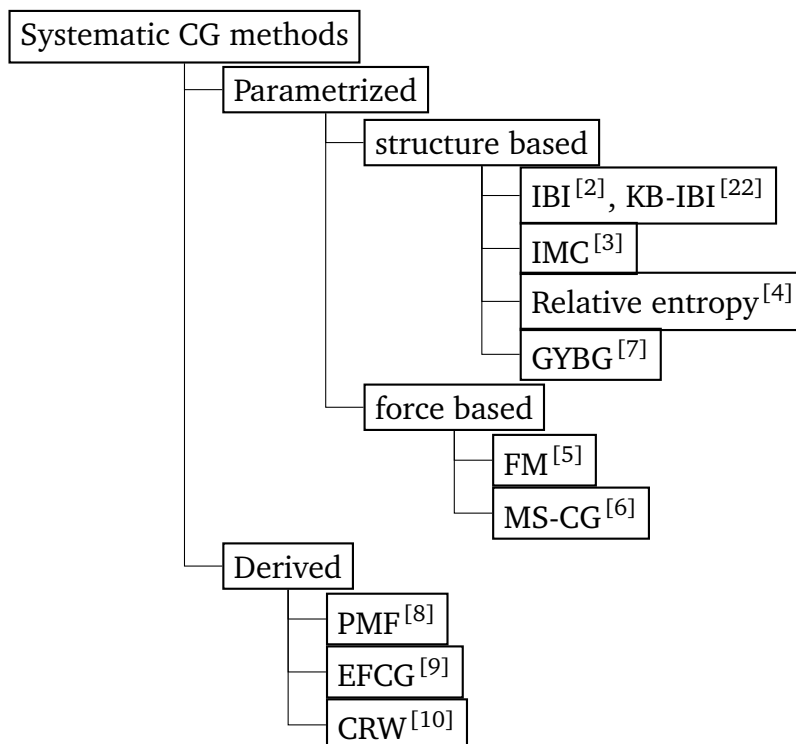 Systematic CG methods
Parametrized
structure based
IBI[2], KB-IBI[22]
IMC[3]
Relative entropy[4]
GYBG[7]
force based
FM[5]
MS-CG[6]
Derived
PMF[8]
EFCG[9]
CRW[10]